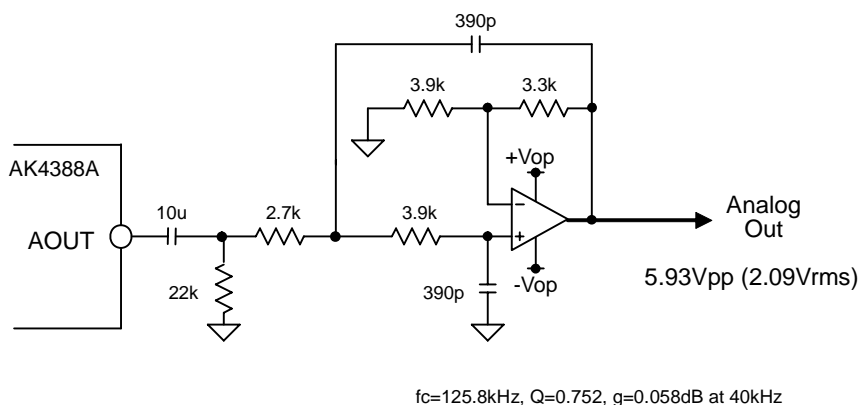 390p
3.9k
3.3k
+Vop
AK4388A
10u
2.7k
3.9k
−
+
AOUT
Analog
Out
22k
390p
-Vop
5.93Vpp (2.09Vrms)
fc=125.8kHz, Q=0.752, g=0.058dB at 40kHz